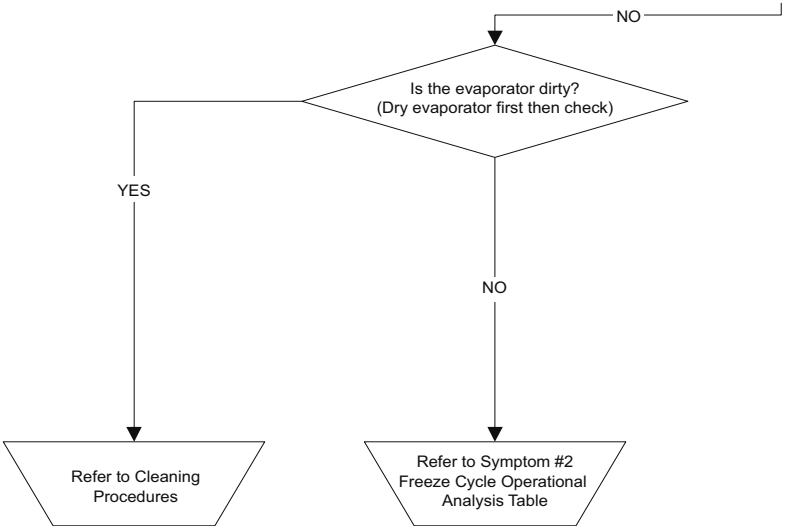 NO
Is the evaporator dirty?
(Dry evaporator first then check)
YES
NO
Refer to Cleaning
Procedures
Refer to Symptom #2
Freeze Cycle Operational
Analysis Table